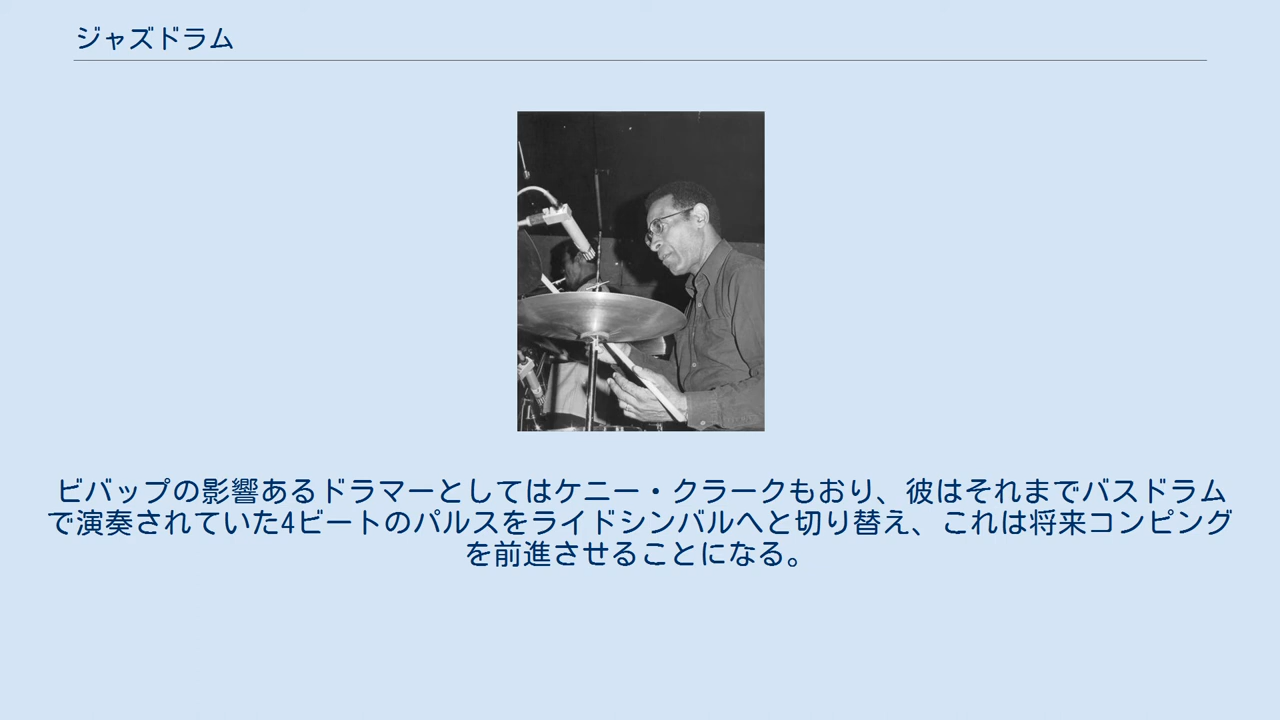 ジャズドラム
ビバップの影響あるドラマーとしてはケニー・クラークもおり、彼はそれまでバスドラム
で演奏されていた4ビートのパルスをライドシンバルへと切り替え、これは将来コンピング
を前進させることになる。